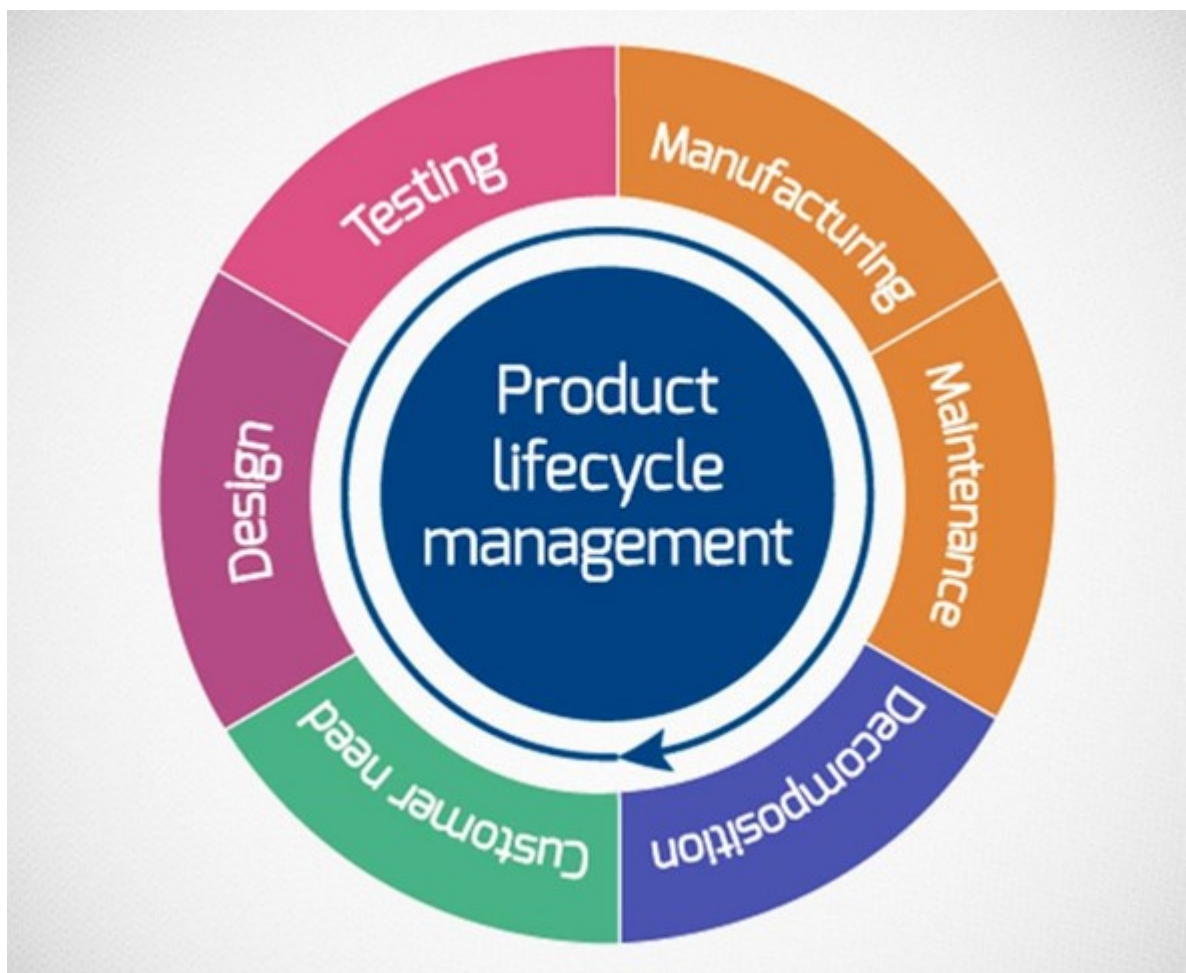 Product
lifecycle
management
Customer need
Design
Testing
Manufacturing
Maintenance
Decomposition